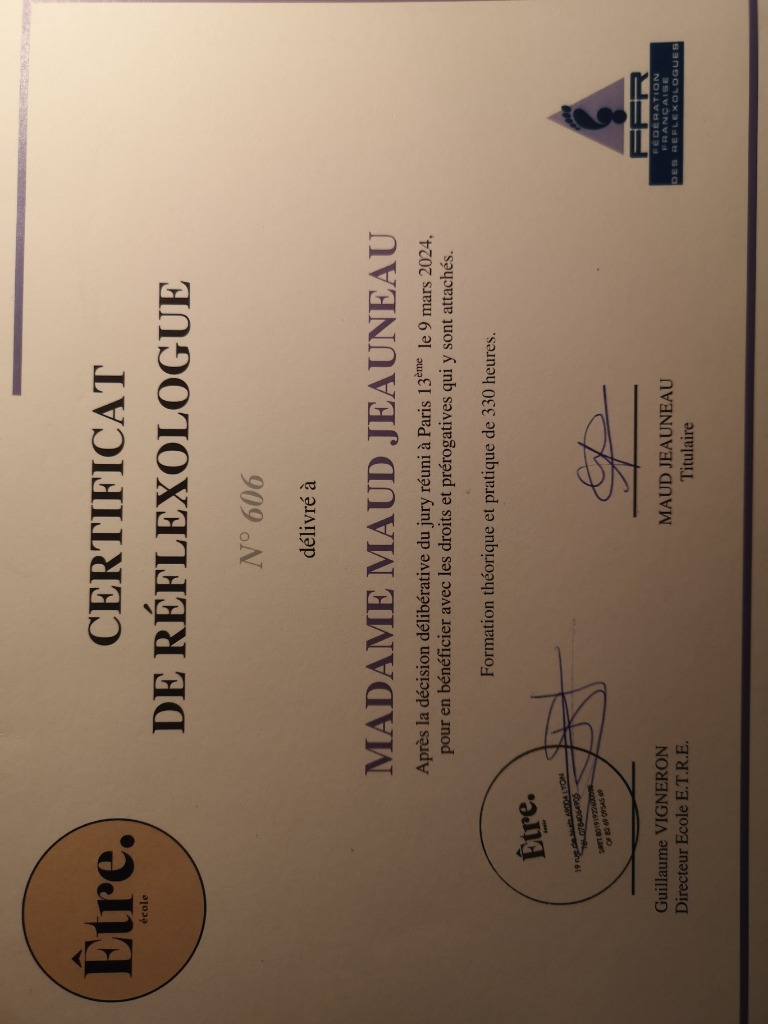 Être.
école
CERTIFICAT
DE RÉFLEXOLOGUE
N° 606
délivré à
MADAME MAUD JEAUNEAU
Après la décision délibérative du jury réuni à Paris 13ème le 9 mars 2024,
pour en bénéficier avec les droits et prérogatives qui y sont attachés.
Formation théorique et pratique de 330 heures.
Être.
école
Guillaume VIGNERON
Directeur Ecole E.T.R.E.
MAUD JEAUNEAU
Titulaire
FFR
FÉDÉRATION
FRANÇAISE
DES RÉFLEXOLOGUES